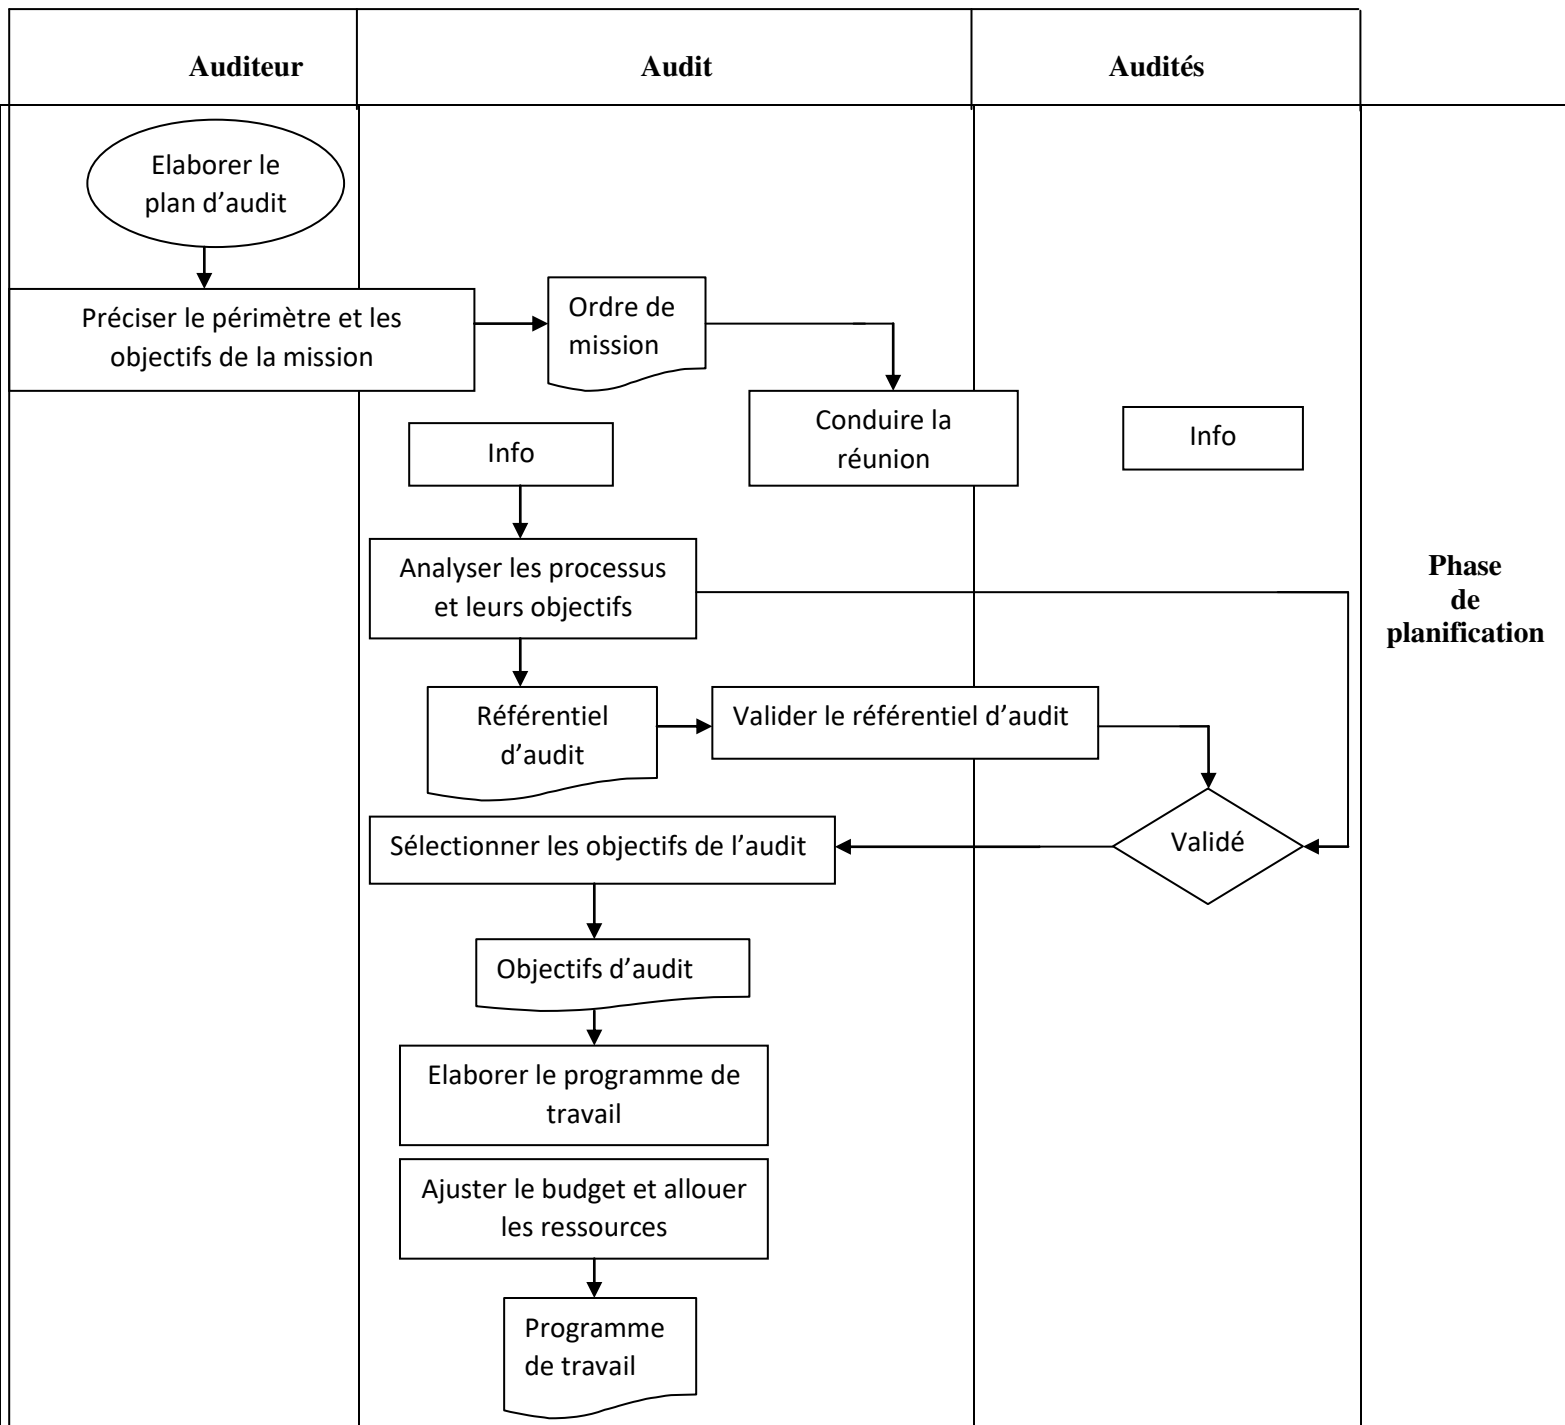 Auditeur
Audit
Audités
Elaborer le
plan d’audit
Préciser le périmètre et les
objectifs de la mission
Ordre de
mission
Conduire la
réunion
Info
Info
Analyser les processus
et leurs objectifs
Phase
de
planification
Référentiel
d’audit
Valider le référentiel d’audit
Validé
Sélectionner les objectifs de l’audit
Objectifs d’audit
Elaborer le programme de
travail
Ajuster le budget et allouer
les ressources
Programme
de travail